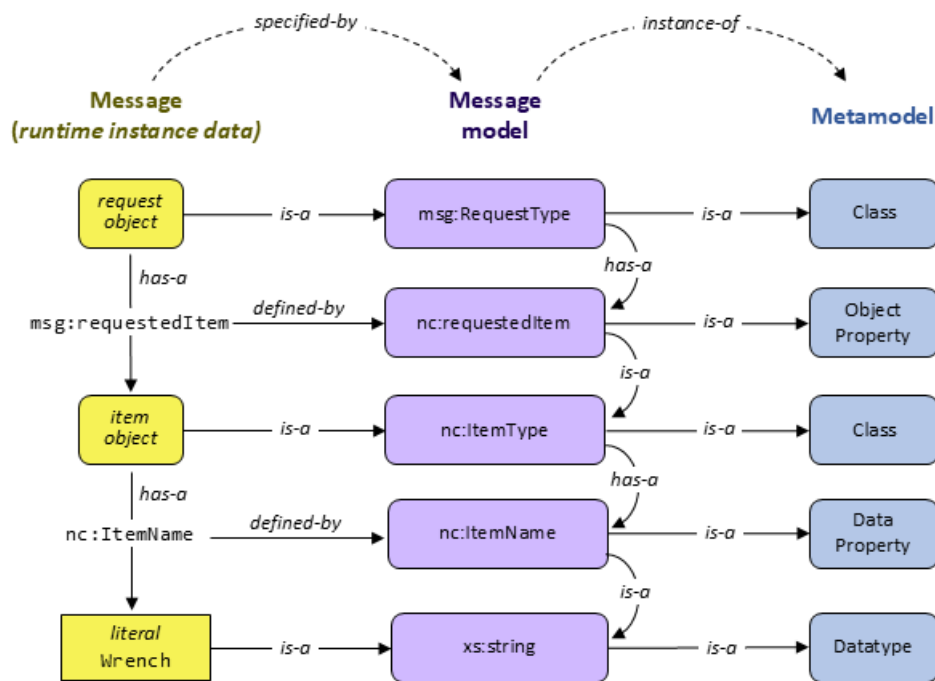 specified-by
instance-of
Message
(runtime instance data)
Message
model
Metamodel
request
object
is-a
msg:RequestType
is-a
Class
has-a
has-a
msg:requestedItem
defined-by
nc:requestedItem
is-a
Object
Property
is-a
item
object
is-a
nc:ItemType
is-a
Class
has-a
has-a
nc:ItemName
defined-by
nc:ItemName
is-a
Data
Property
is-a
literal
Wrench
is-a
xs:string
is-a
Datatype